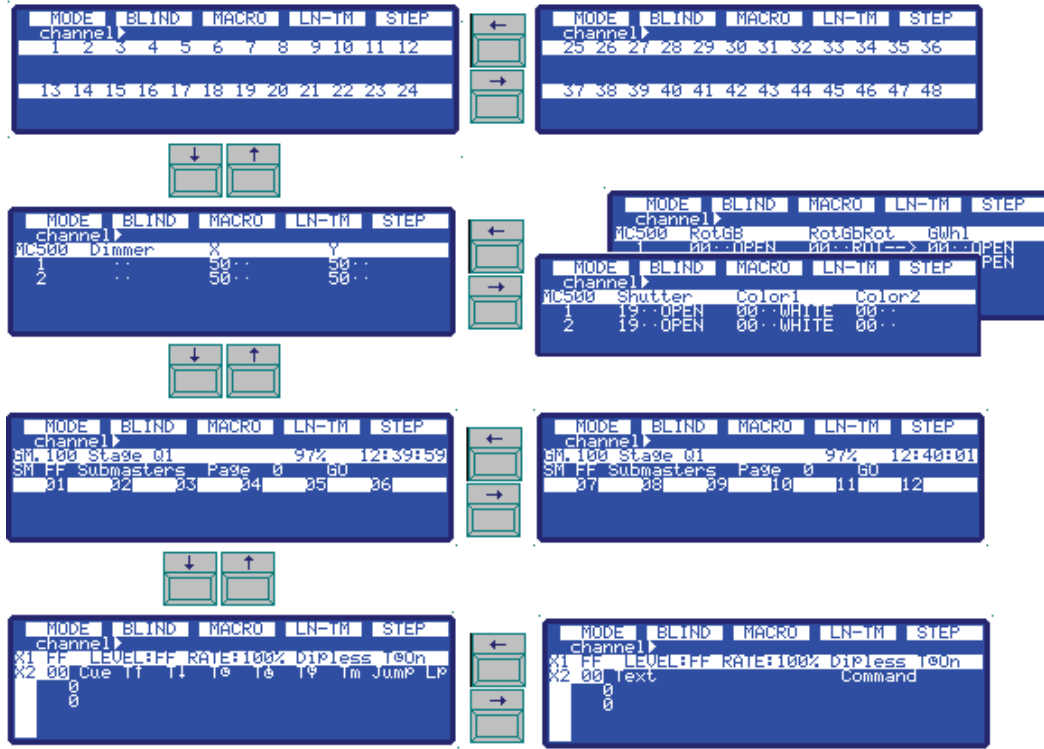 MODE BLIND MACRO LN-TM STEP
channel
1 2 3 4 5 6 7 8 9 10 11 12
13 14 15 16 17 18 19 20 21 22 23 24
←
→
MODE BLIND MACRO LN-TM STEP
channel
25 26 27 28 29 30 31 32 33 34 35 36
37 38 39 40 41 42 43 44 45 46 47 48
↓ ↑
MODE BLIND MACRO LN-TM STEP
channel
MC500 Dimmer X Y
1 ·· 50·· 50··
2 ·· 50·· 50··
←
→
MODE BLIND MACRO LN-TM STEP
channel
MC500 RotGB RotGbRot GWhl
1 00··OPEN 00··ROT--> 00··OPEN
PEN
MODE BLIND MACRO LN-TM STEP
channel
MC500 Shutter Color1 Color2
1 19··OPEN 00··WHITE 00··
2 19··OPEN 00··WHITE 00··
↓ ↑
MODE BLIND MACRO LN-TM STEP
channel
GM.100 Stage Q1 97% 12:39:59
SM FF Submasters Page 0 GO
01 02 03 04 05 06
←
→
MODE BLIND MACRO LN-TM STEP
channel
GM.100 Stage Q1 97% 12:40:01
SM FF Submasters Page 0 GO
07 08 09 10 11 12
↓ ↑
MODE BLIND MACRO LN-TM STEP
channel
X1 FF LEVEL:FF RATE:100% Dipless On
X2 00 Cue T↑ T↓ Tm Jump Lp
0
0
←
→
MODE BLIND MACRO LN-TM STEP
channel
X1 FF LEVEL:FF RATE:100% Dipless On
X2 00 Text Command
0
0